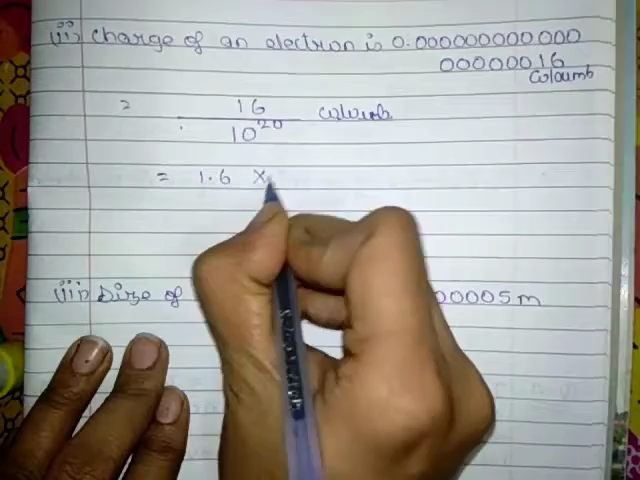 (ii) Charge of an electron is 0.000000000000
00000016
Coloumb
= 16 / 10^20 coloumb
= 1.6 ×
(iii) Size of 00005m